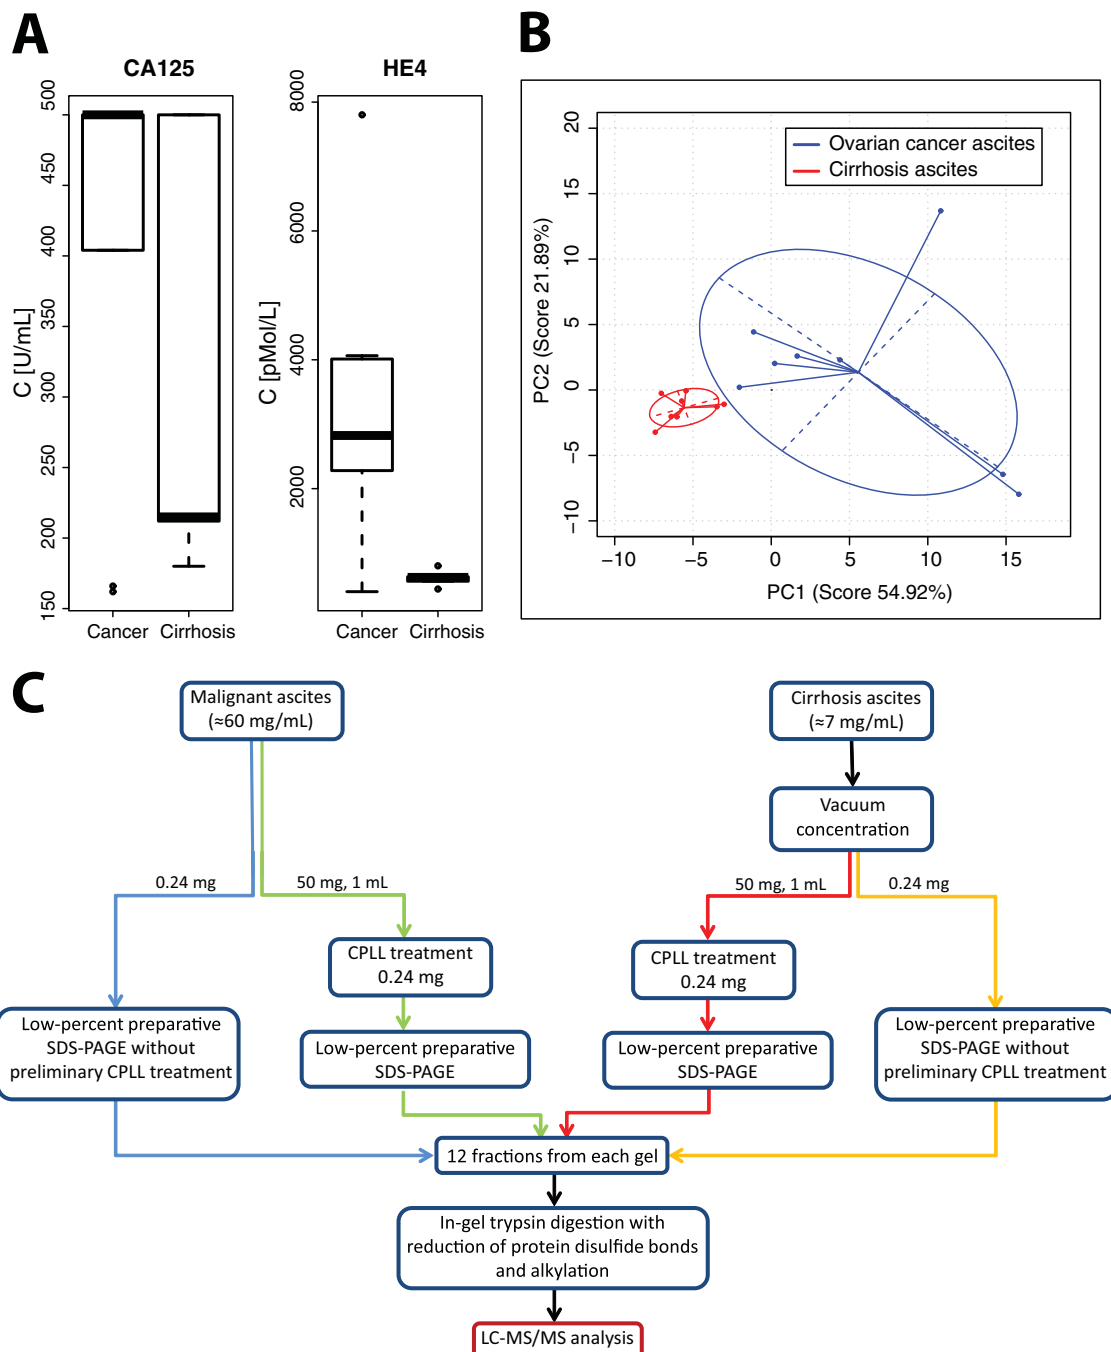 A
CA125
HE4
C [U/mL]
500
450
400
350
300
250
200
150
Cancer
Cirrhosis
C [pMol/L]
8000
6000
4000
2000
Cancer
Cirrhosis
B
Ovarian cancer ascites
Cirrhosis ascites
PC2 (Score 21.89%)
20
15
10
5
0
−5
−10
−10
−5
0
5
10
15
PC1 (Score 54.92%)
C
Malignant ascites
(≈60 mg/mL)
Cirrhosis ascites
(≈7 mg/mL)
Vacuum
concentration
0.24 mg
50 mg, 1 mL
50 mg, 1 mL
0.24 mg
CPLL treatment
0.24 mg
CPLL treatment
0.24 mg
Low-percent preparative
SDS-PAGE without
preliminary CPLL treatment
Low-percent preparative
SDS-PAGE
Low-percent preparative
SDS-PAGE
Low-percent preparative
SDS-PAGE without
preliminary CPLL treatment
12 fractions from each gel
In-gel trypsin digestion with
reduction of protein disulfide bonds
and alkylation
LC-MS/MS analysis